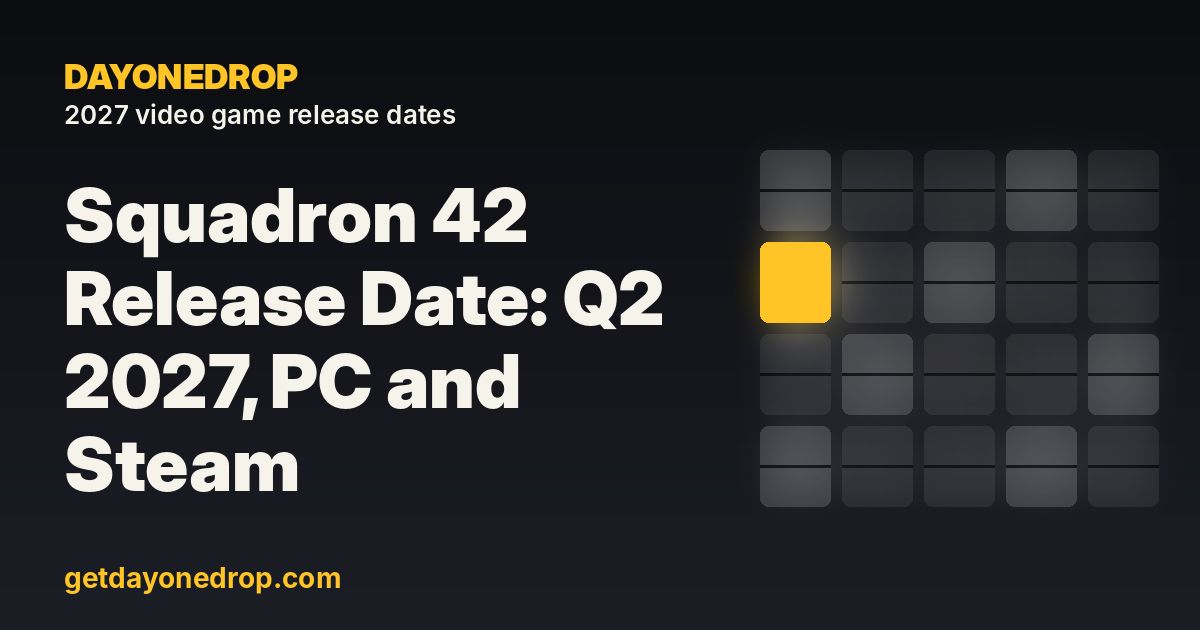 DAYONEDROP
2027 video game release dates
Squadron 42
Release Date: Q2
2027, PC and
Steam
getdayonedrop.com